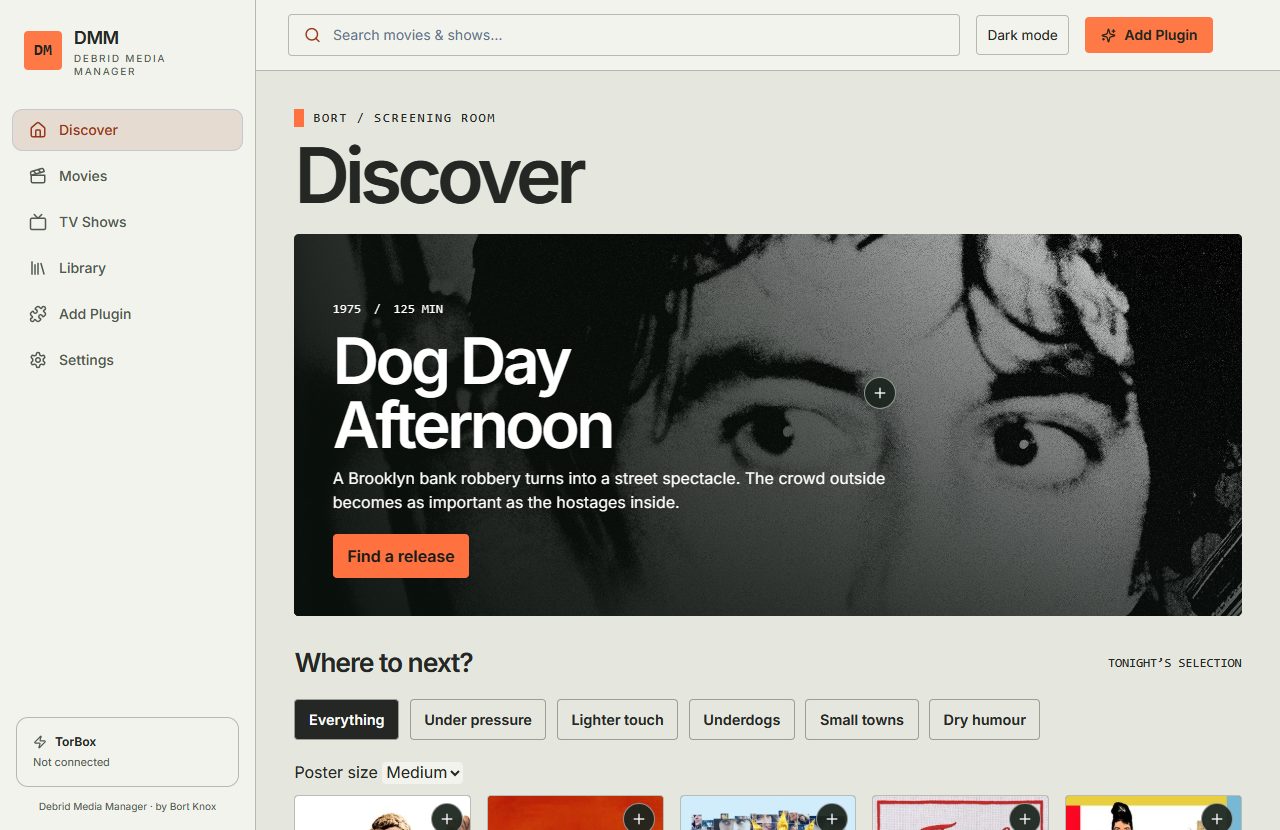 DM
DMM
DEBRID MEDIA
MANAGER
Search movies & shows...
Dark mode
Add Plugin
Discover
Movies
TV Shows
Library
Add Plugin
Settings
TorBox
Not connected
Debrid Media Manager · by Bort Knox
BORT / SCREENING ROOM
Discover
1975 / 125 MIN
Dog Day
Afternoon
A Brooklyn bank robbery turns into a street spectacle. The crowd outside
becomes as important as the hostages inside.
Find a release
Where to next?
TONIGHT’S SELECTION
Everything
Under pressure
Lighter touch
Underdogs
Small towns
Dry humour
Poster size Medium